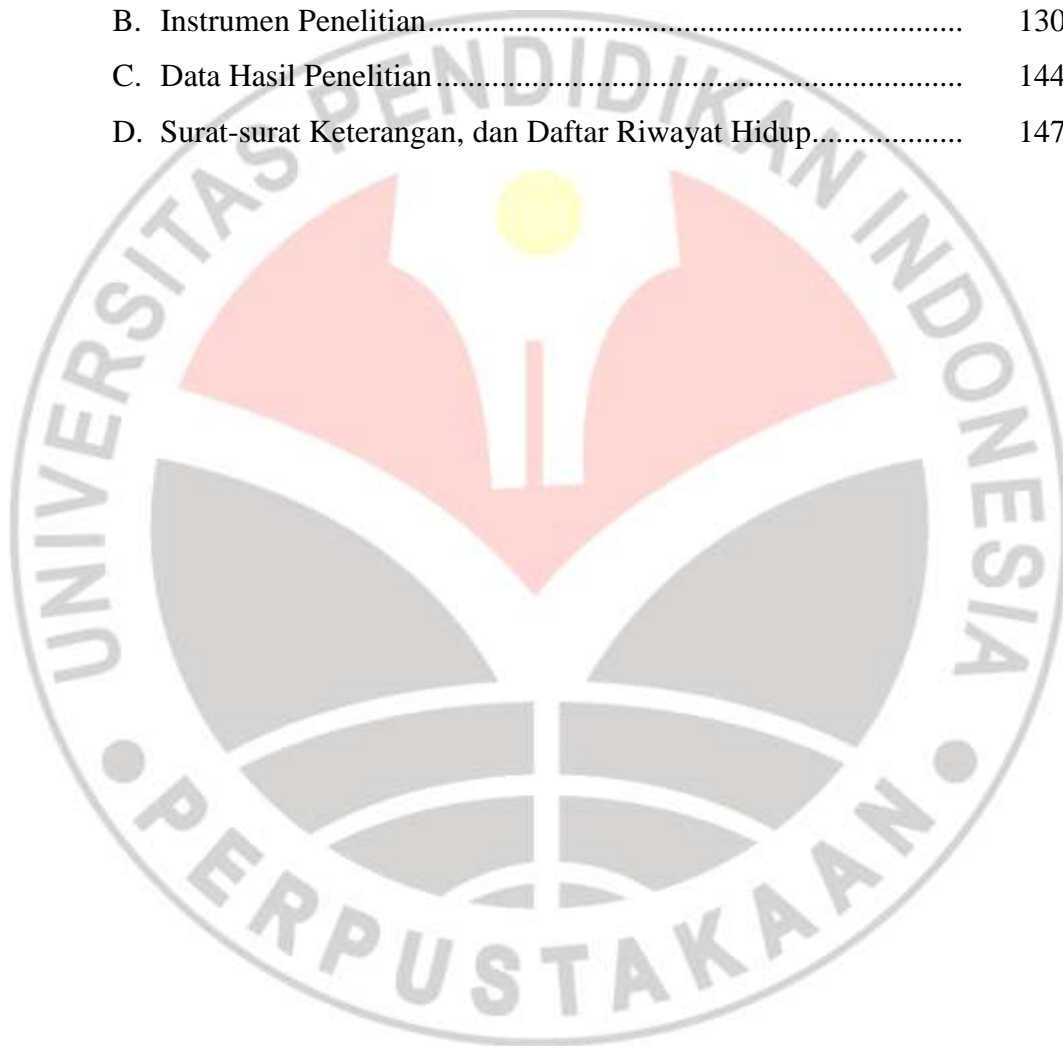 B. Instrumen Penelitian................................................................... 130
C. Data Hasil Penelitian.................................................................. 144
D. Surat-surat Keterangan, dan Daftar Riwayat Hidup................... 147
UNIVERSITAS PENDIDIKAN INDONESIA
PERPUSTAKAAN